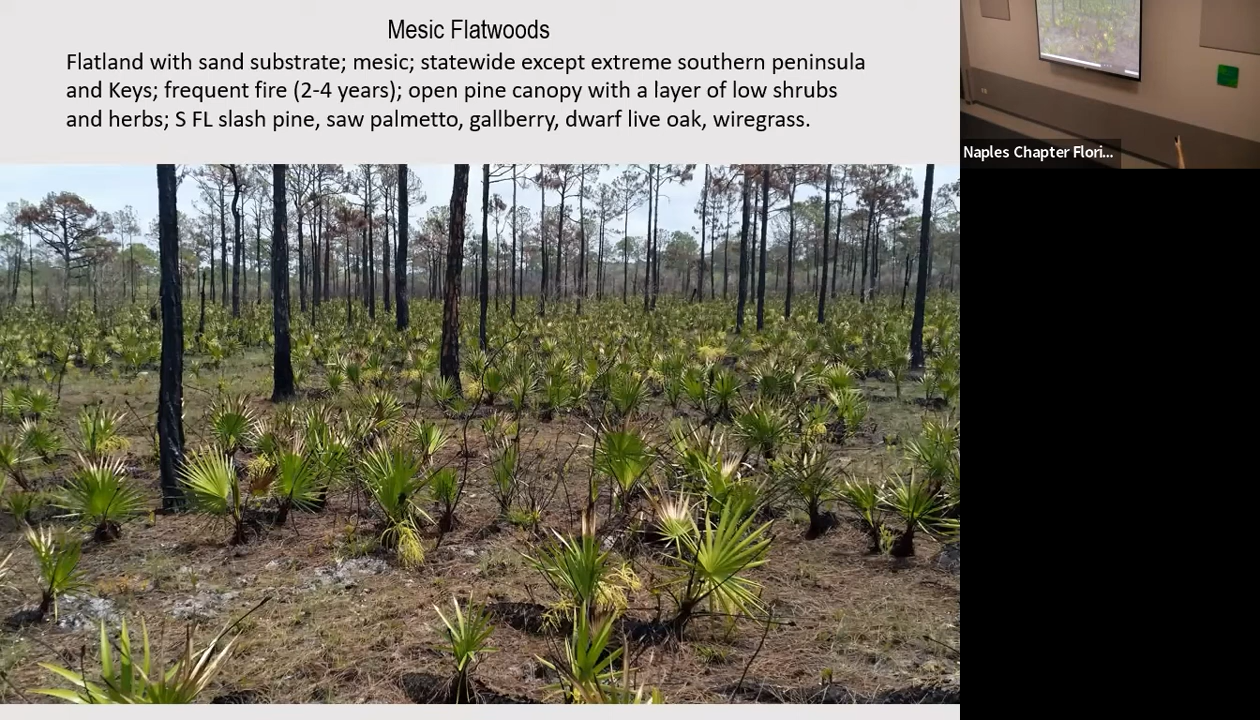 Mesic Flatwoods
Flatland with sand substrate; mesic; statewide except extreme southern peninsula
and Keys; frequent fire (2-4 years); open pine canopy with a layer of low shrubs
and herbs; S FL slash pine, saw palmetto, gallberry, dwarf live oak, wiregrass.
Naples Chapter Flori...